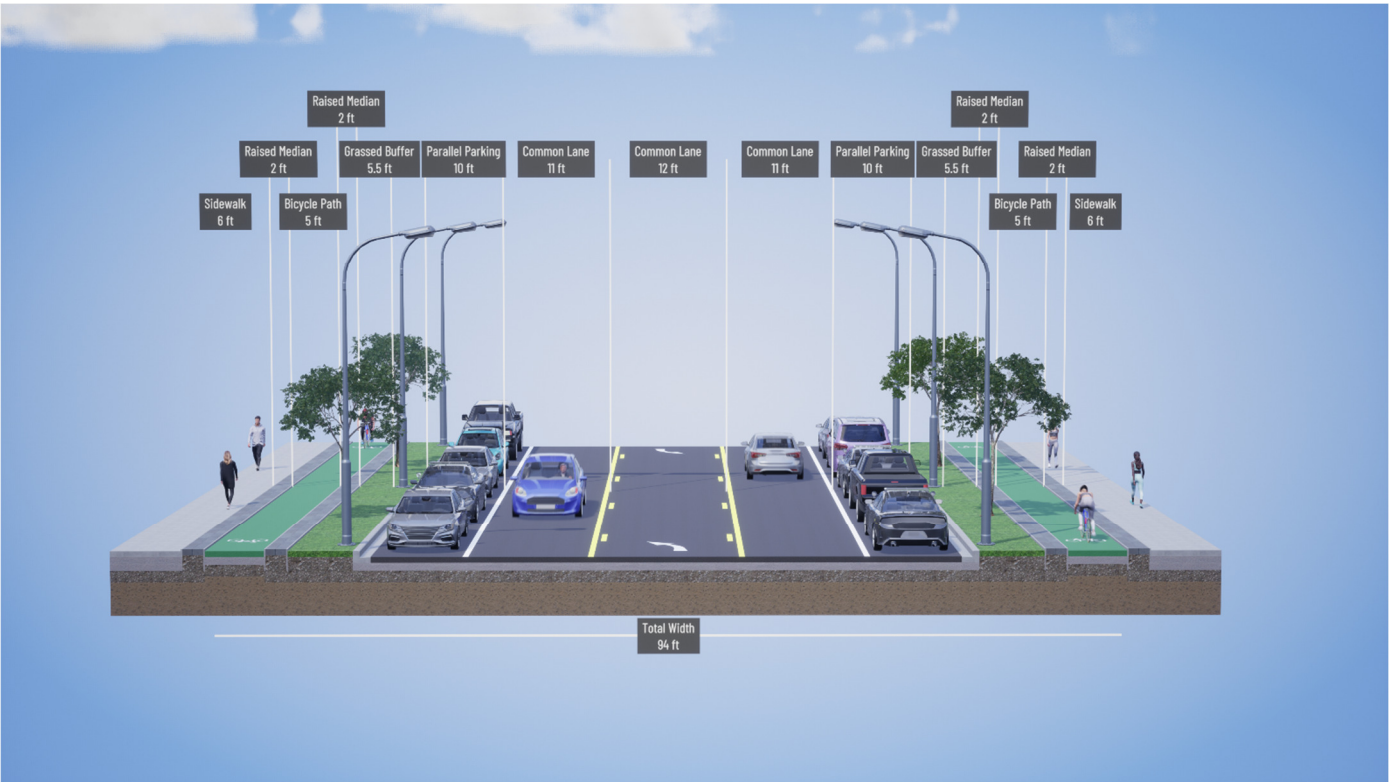 Raised Median
2 ft
Raised Median
2 ft
Raised Median
2 ft
Grassed Buffer
5.5 ft
Parallel Parking
10 ft
Common Lane
11 ft
Common Lane
12 ft
Common Lane
11 ft
Parallel Parking
10 ft
Grassed Buffer
5.5 ft
Raised Median
2 ft
Sidewalk
6 ft
Bicycle Path
5 ft
Bicycle Path
5 ft
Sidewalk
6 ft
Total Width
94 ft